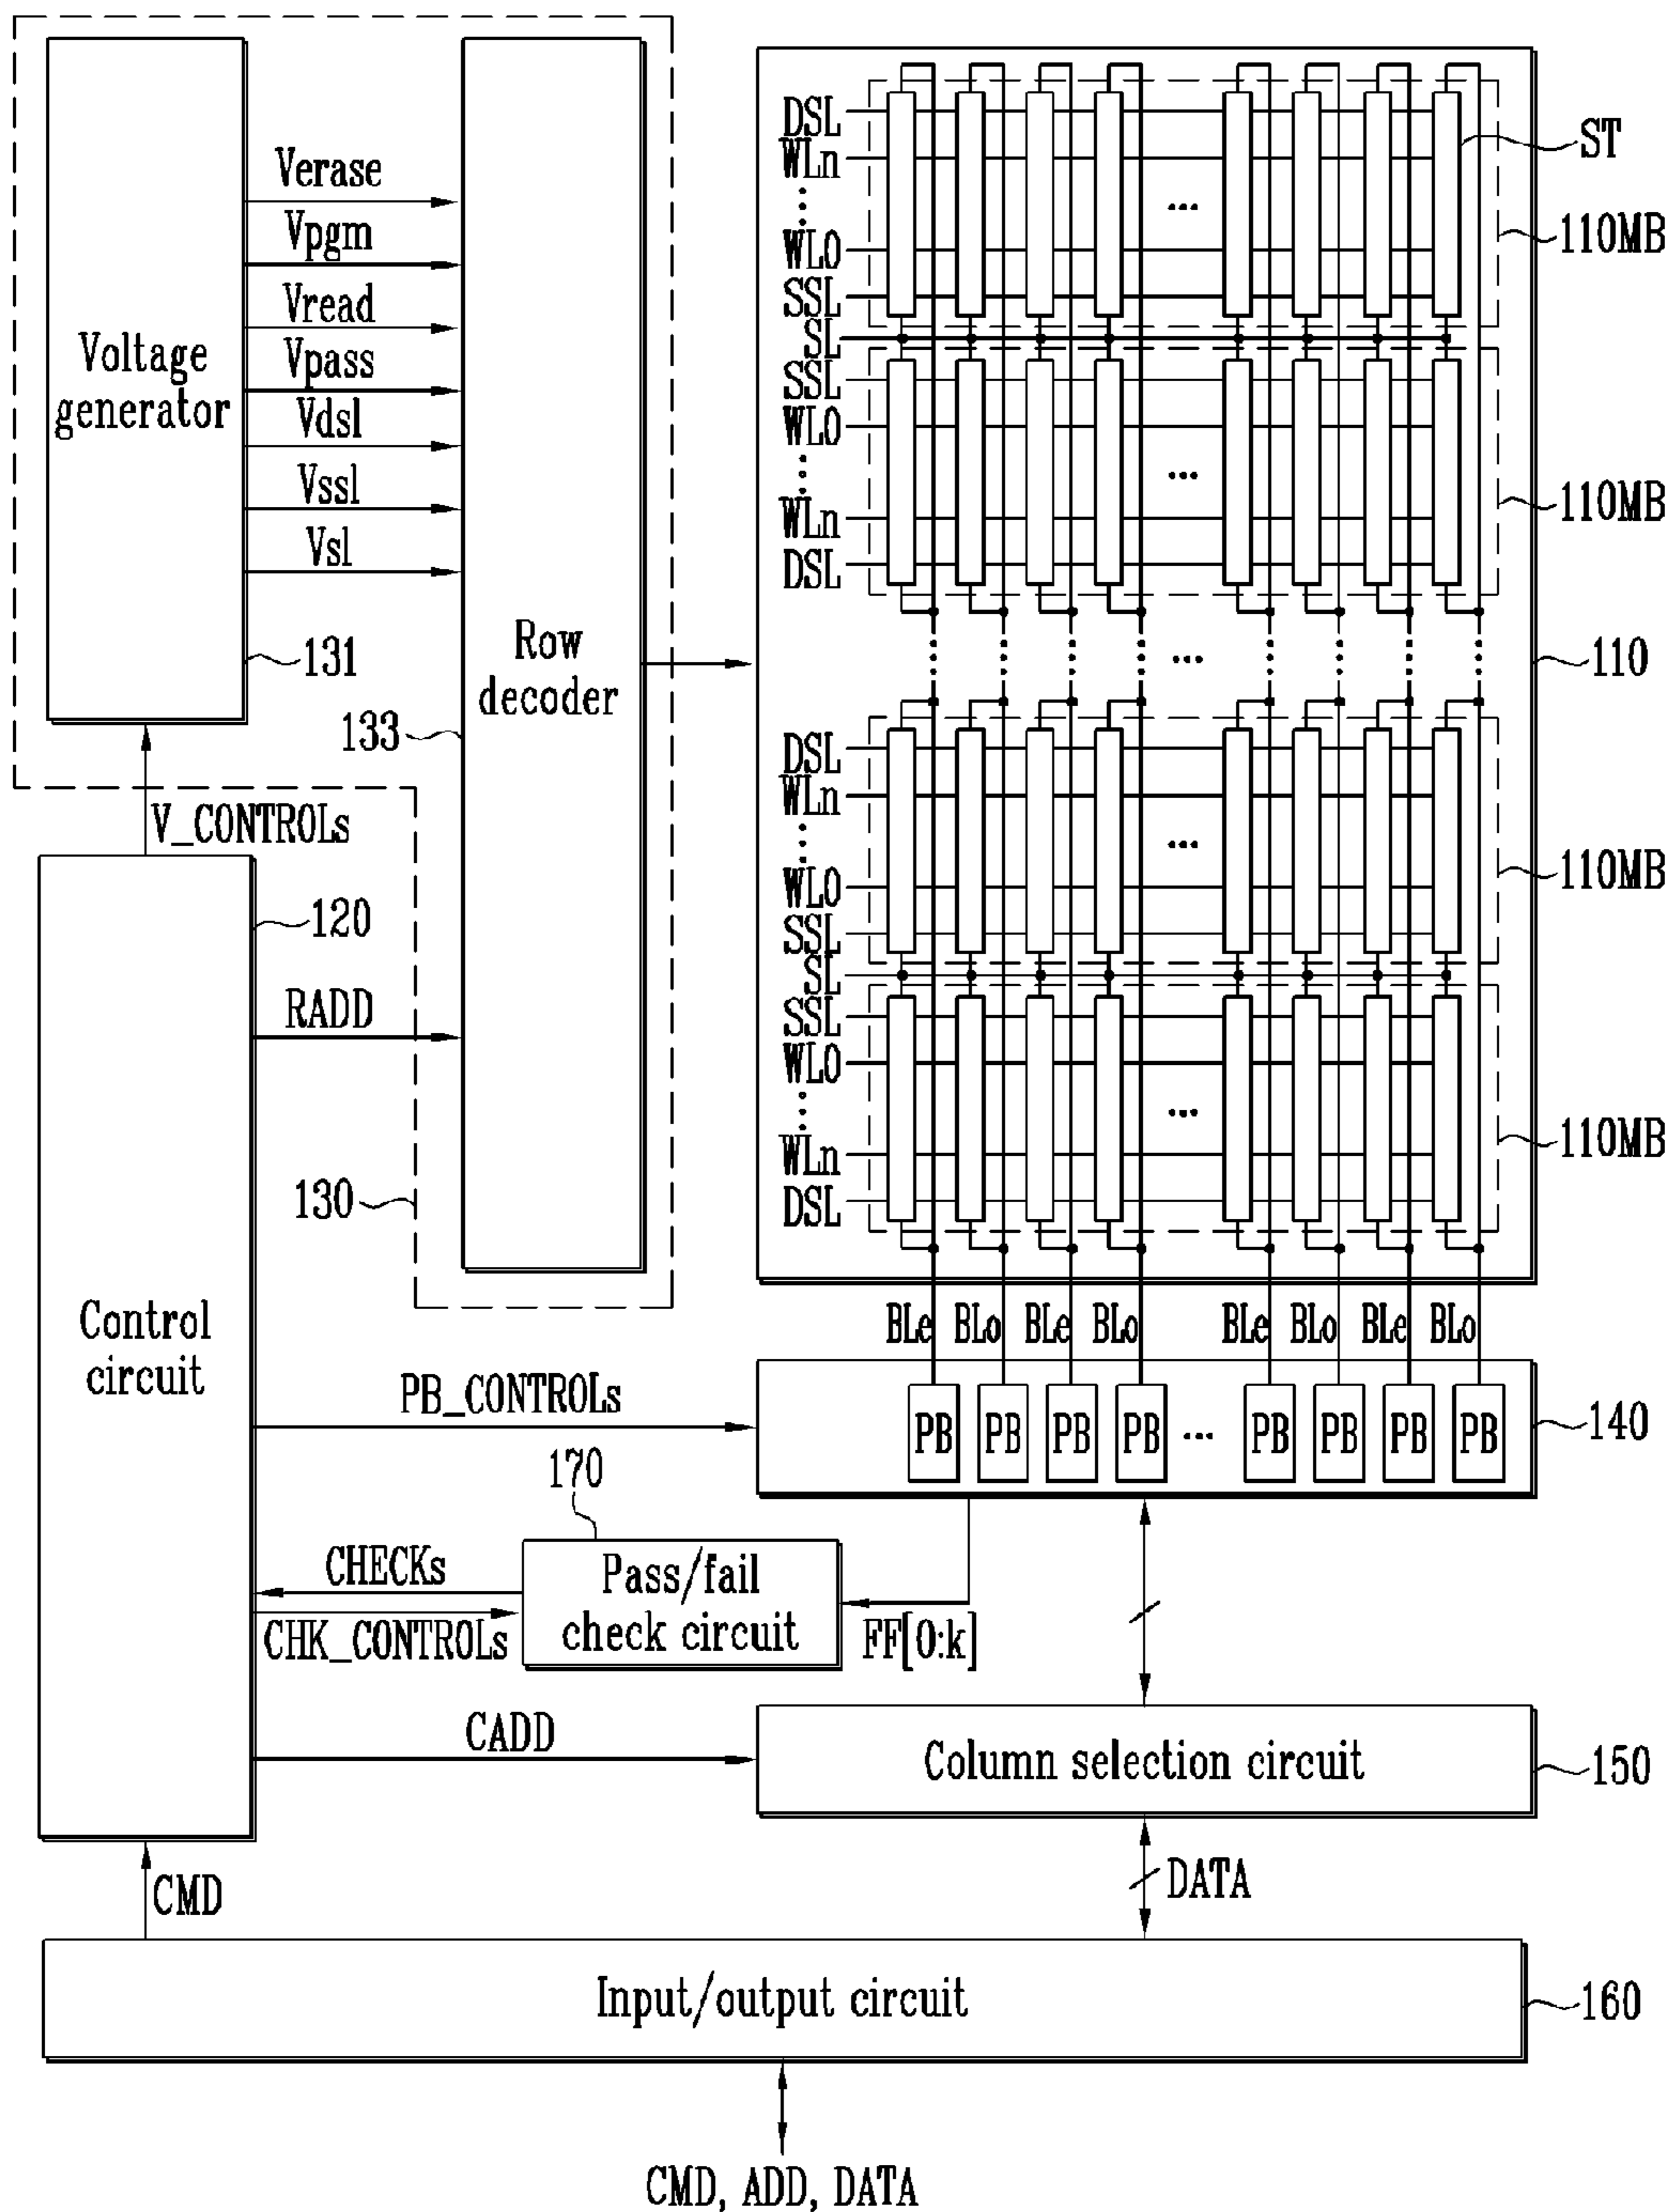 Voltage
generator
Verase
Vpgm
Vread
Vpass
Vdsl
Vssl
Vsl
131
Row
decoder
133
V_CONTROLs
DSL
WLn
WL0
SSL
SL
SSL
WL0
WLn
DSL
...
...
...
DSL
WLn
WL0
SSL
SL
SSL
WL0
WLn
DSL
...
...
ST
110MB
110MB
110
110MB
110MB
120
RADD
130
Control
circuit
BLe BLo BLe BLo BLe BLo BLe BLo
PB_CONTROLs
PB PB PB PB ... PB PB PB PB
140
170
CHECKs
CHK_CONTROLs
Pass/fail
check circuit
FF[0:k]
CADD
Column selection circuit
150
CMD
DATA
Input/output circuit
160
CMD, ADD, DATA